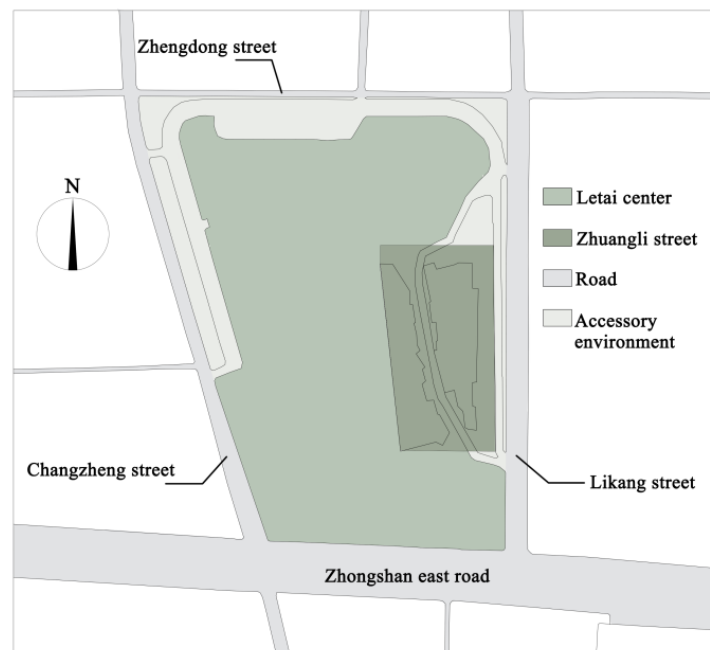 Zhengdong street
N
Letai center
Zhuangli street
Road
Accessory
environment
Changzheng street
Likang street
Zhongshan east road